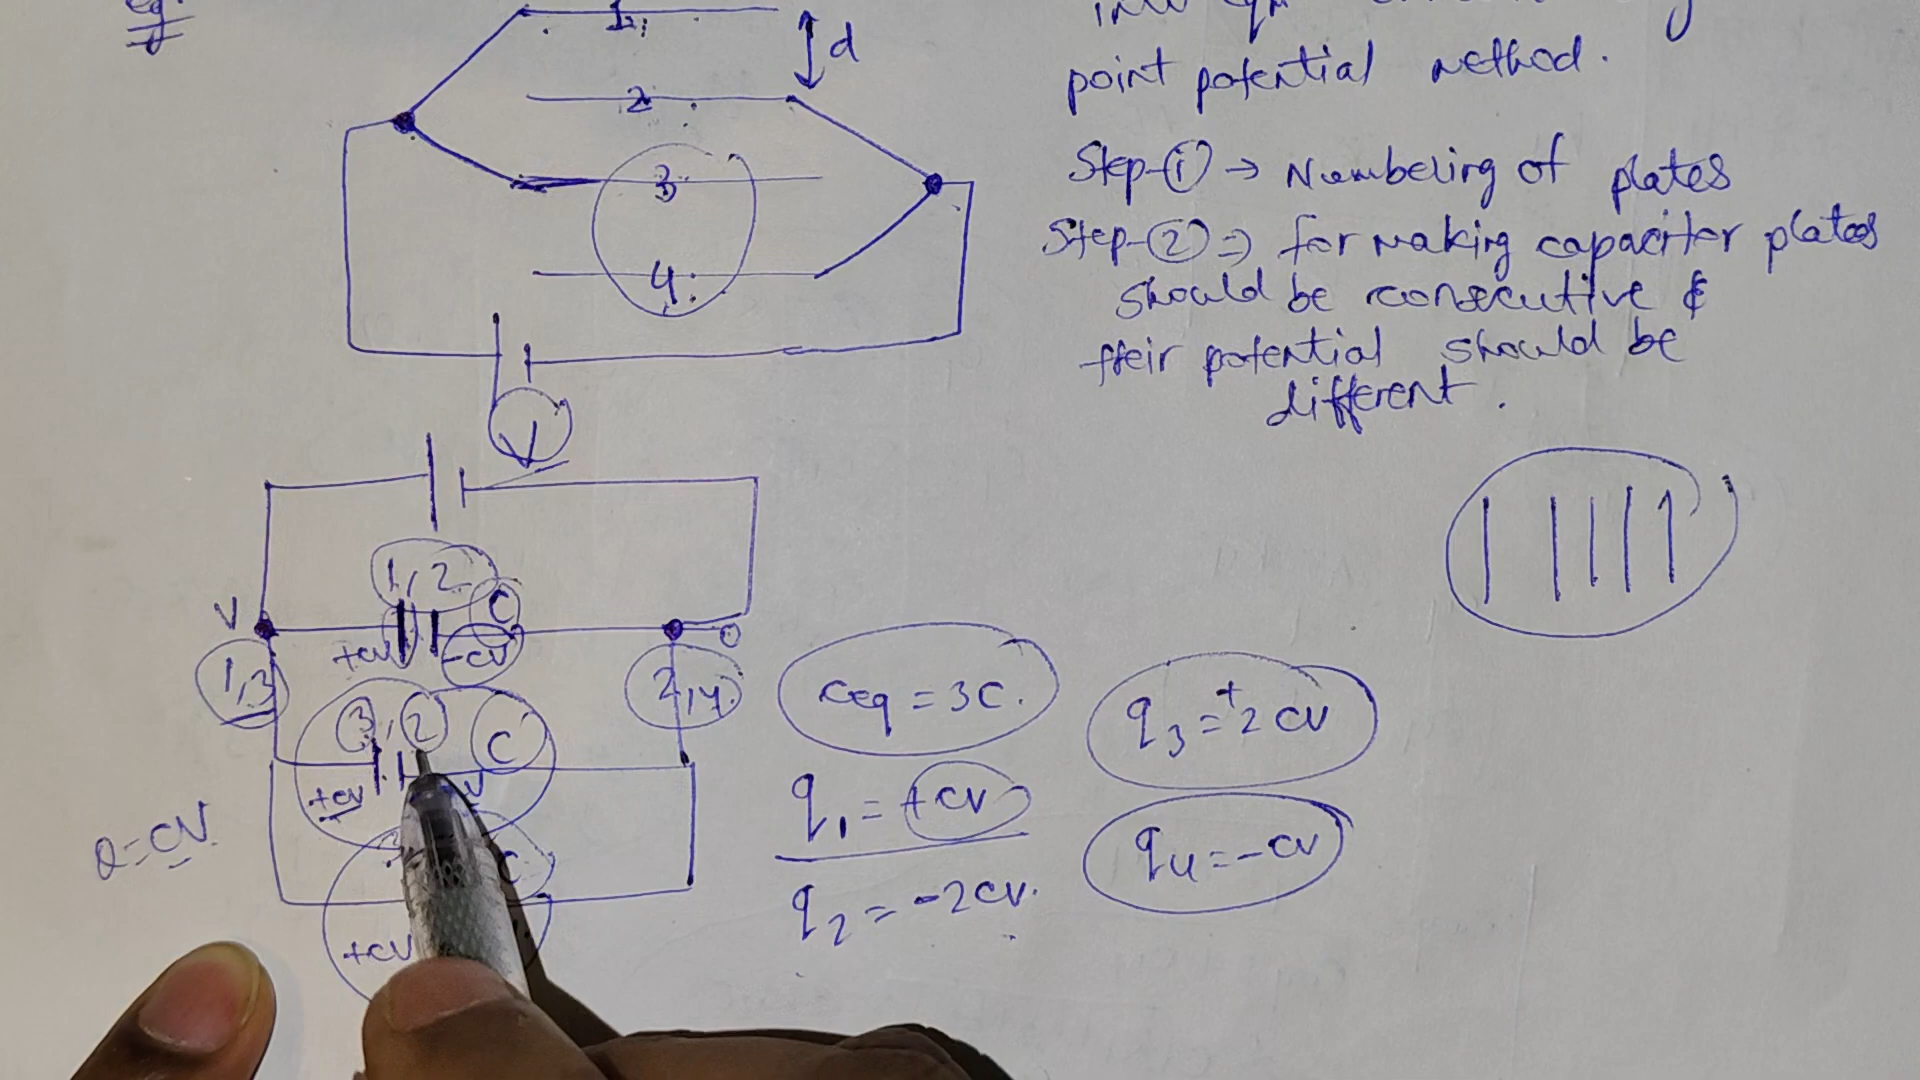 eg:
1
d
2
3
4
V
point potential method.
Step-① → Numbering of plates
Step-② ⇒ for making capacitor plates
should be consecutive &
their potential should be
different.
1,2
C
V
0
+CV
-CV
1,3
2,4
3,2
C
+CV
C
+CV
Q=CV
Ceq = 3C.
q1 = +CV
q2 = -2CV.
q3 = +2CV
q4 = -CV